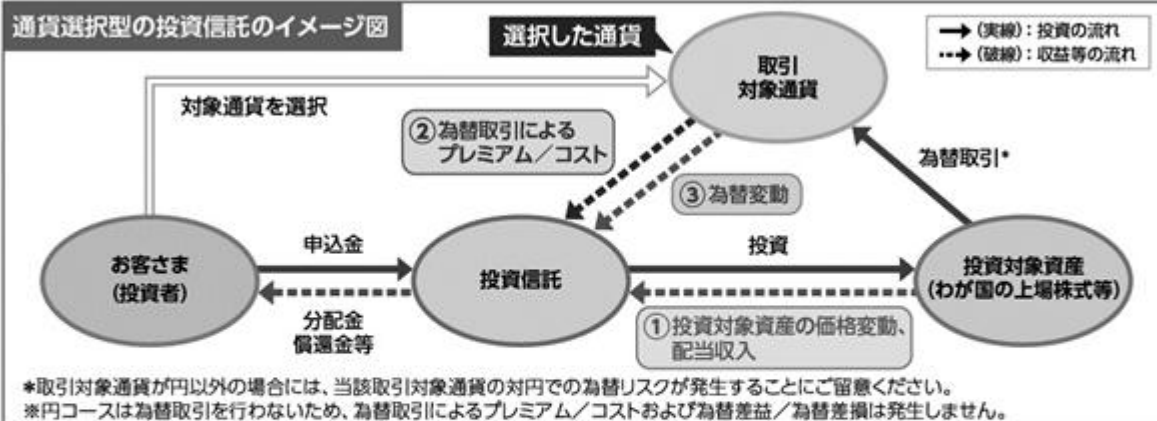 通貨選択型の投資信託のイメージ図
選択した通貨
(実線):投資の流れ
(破線):収益等の流れ
取引
対象通貨
対象通貨を選択
②為替取引による
プレミアム/コスト
為替取引*
③為替変動
お客さま
(投資者)
申込金
分配金
償還金等
投資信託
投資
投資対象資産
(わが国の上場株式等)
①投資対象資産の価格変動、
配当収入
*取引対象通貨が円以外の場合には、当該取引対象通貨の対円での為替リスクが発生することにご留意ください。
※円コースは為替取引を行わないため、為替取引によるプレミアム/コストおよび為替差益/為替差損は発生しません。